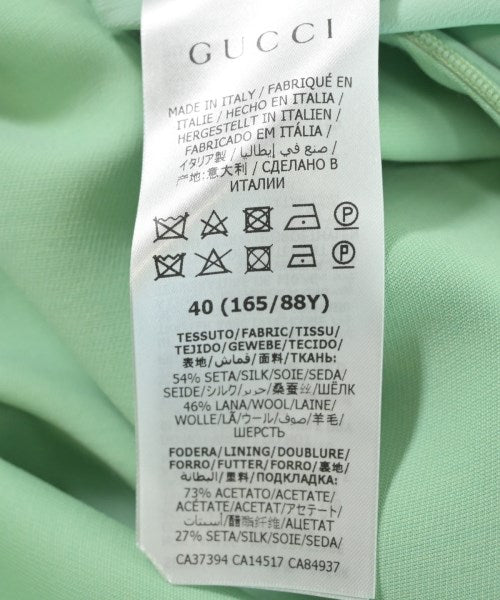 GUCCI
MADE IN ITALY / FABRIQUÉ EN
ITALIE / HECHO EN ITALIA /
HERGESTELLT IN ITALIEN /
FABRICADO EM ITÁLIA /
イタリア製 / صنع في إيطاليا /
产地:意大利 / СДЕЛАНО В
ИТАЛИИ
40 (165/88Y)
TESSUTO/FABRIC/TISSU/
TEJIDO/GEWEBE/TECIDO/
表地/قماش/面料/ТКАНЬ:
54% SETA/SILK/SOIE/SEDA/
SEIDE/SILK/シルク/حرير/桑蚕丝/ШЁЛК
46% LANA/WOOL/LAINE/
WOLLE/LÃ/ウール/صوف/羊毛/
ШЕРСТЬ
FODERA/LINING/DOUBLURE/
FORRO/FUTTER/FORRO/裏地/
البطانة/里料/ПОДКЛАДКА:
73% ACETATO/ACETATE/
ACÉTATE/ACETAT/アセテート/
أسيتات/醋酯纤维/АЦЕТАТ
27% SETA/SILK/SOIE/SEDA/
CA37394 CA14517 CA84937